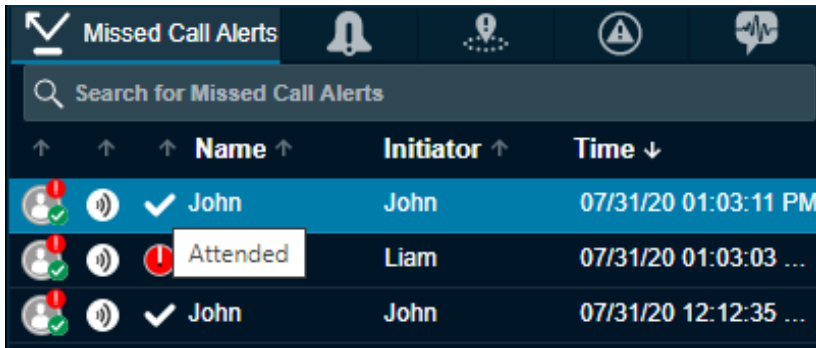 Missed Call Alerts
Search for Missed Call Alerts
Name Initiator Time
John John 07/31/20 01:03:11 PM
Attended Liam 07/31/20 01:03:03 ...
John John 07/31/20 12:12:35 ...